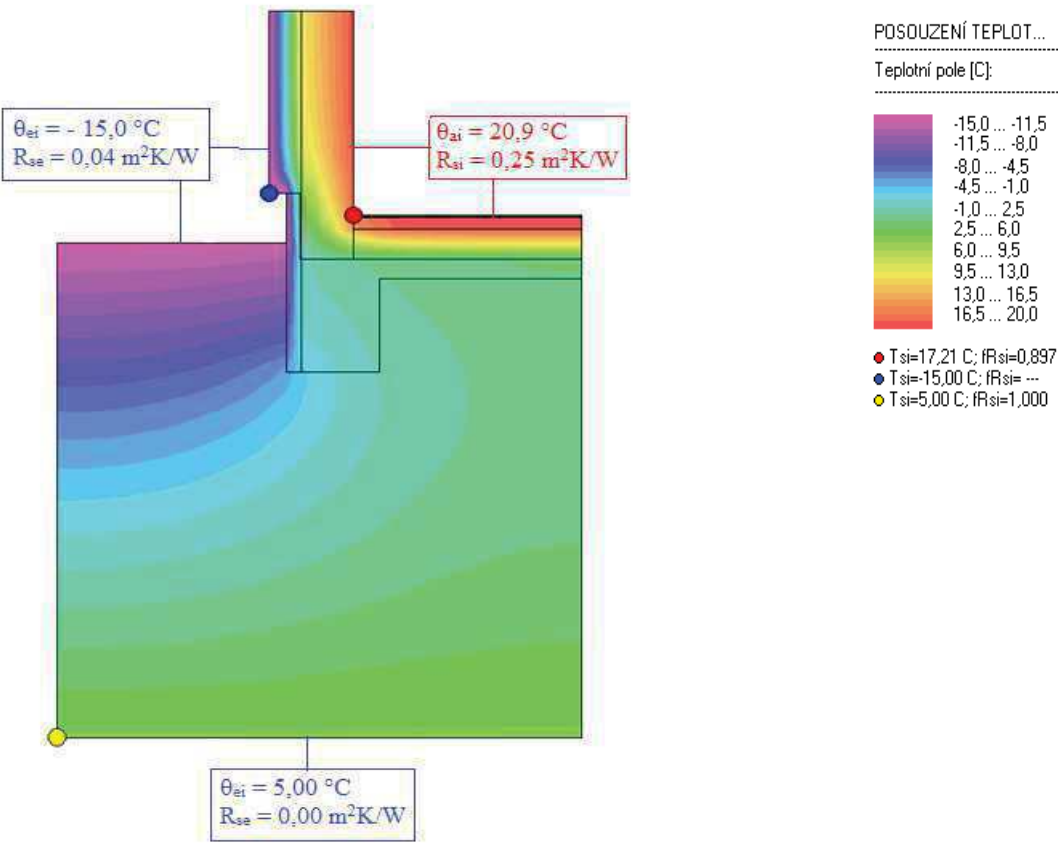 POSOUZENÍ TEPLOT...
Teplotní pole [C]:
-15,0 ... -11,5
-11,5 ... -8,0
-8,0 ... -4,5
-4,5 ... -1,0
-1,0 ... 2,5
2,5 ... 6,0
6,0 ... 9,5
9,5 ... 13,0
13,0 ... 16,5
16,5 ... 20,0
Tsi=17,21 C; fRsi=0,897
Tsi=-15,00 C; fRsi= ---
Tsi=5,00 C; fRsi=1,000
θei = - 15,0 °C
Rse = 0,04 m²K/W
θai = 20,9 °C
Rsi = 0,25 m²K/W
θei = 5,00 °C
Rse = 0,00 m²K/W